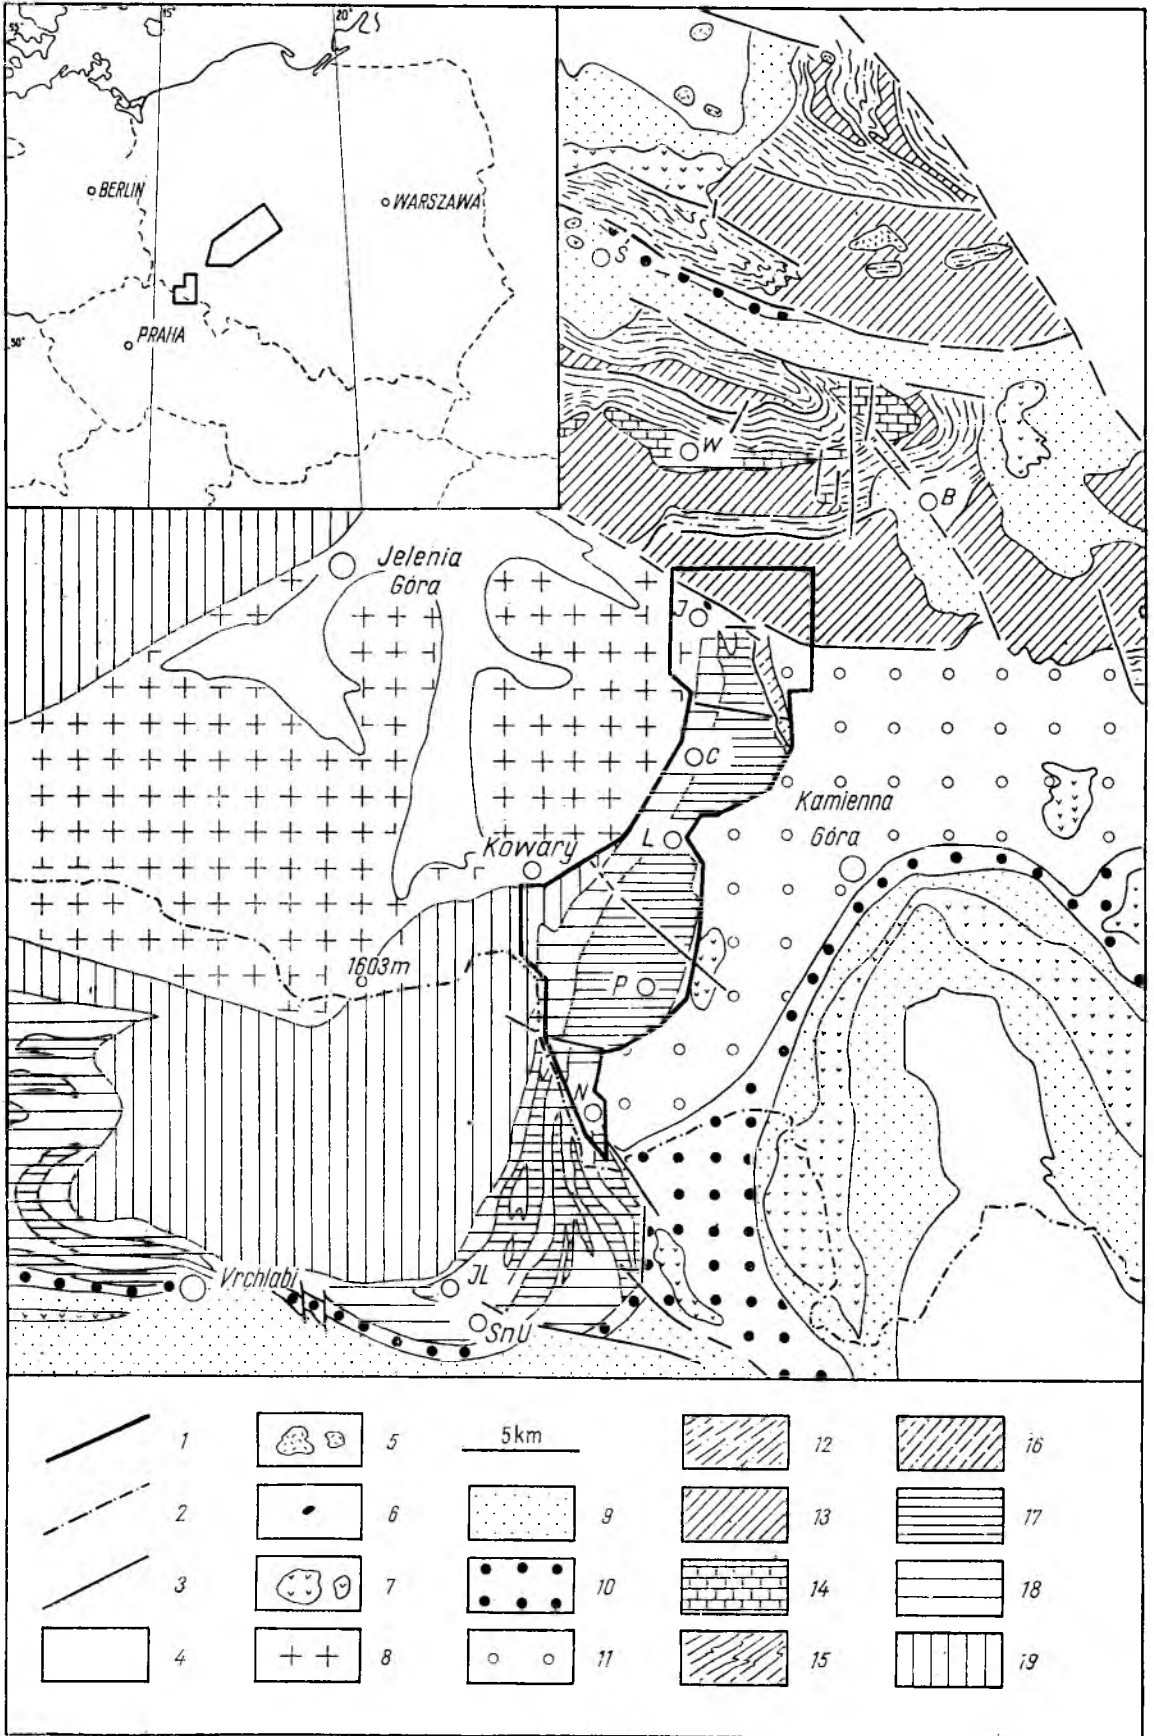 15°
20°
55°
BERLIN
WARSZAWA
PRAHA
50°
S
W
B
Jelenia
Góra
J
C
Kamienna
Góra
L
Kowary
1603m
P
N
Vrchlabi
JL
SnU
1
5
5km
12
16
2
6
9
13
17
3
7
10
14
18
4
8
11
15
19